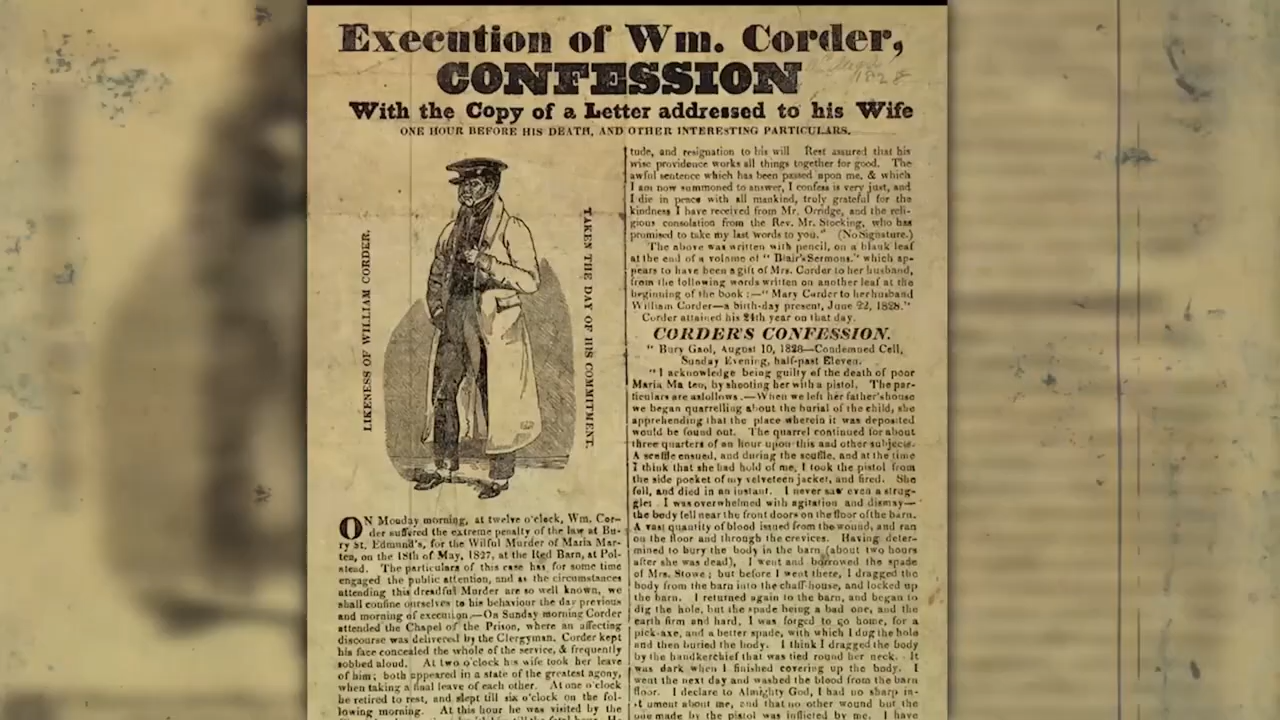 Execution of Wm. Corder,
CONFESSION
1828
With the Copy of a Letter addressed to his Wife
ONE HOUR BEFORE HIS DEATH, AND OTHER INTERESTING PARTICULARS.
LIKENESS OF WILLIAM CORDER.
TAKEN THE DAY OF HIS COMMITMENT.
ON Monday morning, at twelve o'clock, Wm. Cor-
der suffered the extreme penalty of the law at Bu-
ry St. Edmund's, for the Wilful Murder of Maria Mar-
ten, on the 18th of May, 1827, at the Red Barn, at Pol-
stead. The particulars of this case has for some time
engaged the public attention, and as the circumstances
attending this dreadful Murder are so well known, we
shall confine ourselves to his behaviour the day previous
and morning of execution.—On Sunday morning Corder
attended the Chapel of the Prison, where an affecting
discourse was delivered by the Clergyman. Corder kept
his face concealed the whole of the service, & frequently
sobbed aloud. At two o'clock his wife took her leave
of him; both appeared in a state of the greatest agony,
when taking a final leave of each other. At one o'clock
he retired to rest, and slept till six o'clock on the fol-
lowing morning. At this hour he was visited by the
tude, and resignation to his will Rest assured that his
wise providence works all things together for good. The
awful sentence which has been passed upon me, & which
I am now summoned to answer, I confess is very just, and
I die in peace with all mankind, truly grateful for the
kindness I have received from Mr. Orridge, and the reli-
gious consolation from the Rev. Mr. Stocking, who has
promised to take my last words to you." (No Signature.)
The above was written with pencil, on a blank leaf
at the end of a volume of "Blair's Sermons." which ap-
pears to have been a gift of Mrs. Corder to her husband,
from the following words written on another leaf at the
beginning of the book :—" Mary Corder to her husband
William Corder—a birth-day present, June 22, 1828."
Corder attained his 24th year on that day.
CORDER'S CONFESSION.
" Bury Gaol, August 10, 1828—Condemned Cell,
Sunday Evening, half-past Eleven.
"I acknowledge being guilty of the death of poor
Maria Ma ten, by shooting her with a pistol. The par-
ticulars are as follows.—When we left her father's house
we began quarrelling about the burial of the child, she
apprehending that the place wherein it was deposited
would be found out. The quarrel continued for about
three quarters of an hour upon this and other subjects.
A scuffle ensued, and during the scuffle, and at the time
I think that she had hold of me, I took the pistol from
the side pocket of my velveteen jacket, and fired. She
fell, and died in an instant. I never saw even a strug-
gle. I was overwhelmed with agitation and dismay—
the body fell near the front doors on the floor of the barn.
A vast quantity of blood issued from the wound, and ran
on the floor and through the crevices. Having deter-
mined to bury the body in the barn (about two hours
after she was dead), I went and borrowed the spade
of Mrs. Stowe; but before I went there, I dragged the
body from the barn into the chaff-house, and locked up
the barn. I returned again to the barn, and began to
dig the hole, but the spade being a bad one, and the
earth firm and hard, I was forged to go home, for a
pick-axe, and a better spade, with which I dug the hole
and then buried the body. I think I dragged the body
by the handkerchief that was tied round her neck. It
was dark when I finished covering up the body. I
went the next day and washed the blood from the barn
floor. I declare to Almighty God, I had no sharp in-
st ument about me, and that no other wound but the
one made by the pistol was inflicted by me. I have